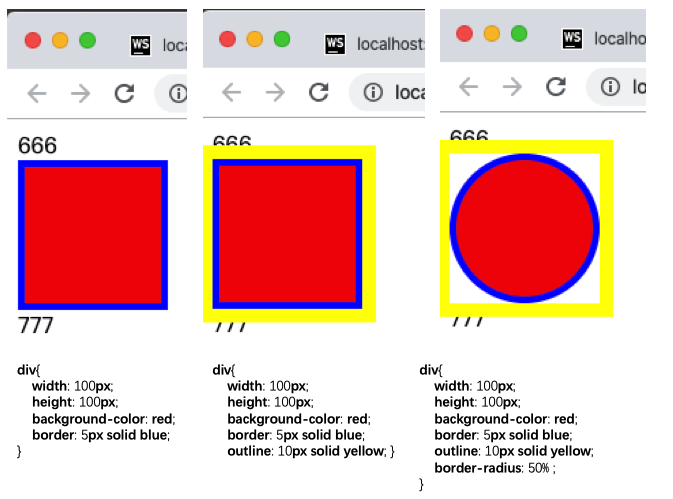 WS loca
WS localhost:
WS localho
loca
lo
666
666
666
777
777
777
div{
width: 100px;
height: 100px;
background-color: red;
border: 5px solid blue;
}
div{
width: 100px;
height: 100px;
background-color: red;
border: 5px solid blue;
outline: 10px solid yellow; }
div{
width: 100px;
height: 100px;
background-color: red;
border: 5px solid blue;
outline: 10px solid yellow;
border-radius: 50% ;
}